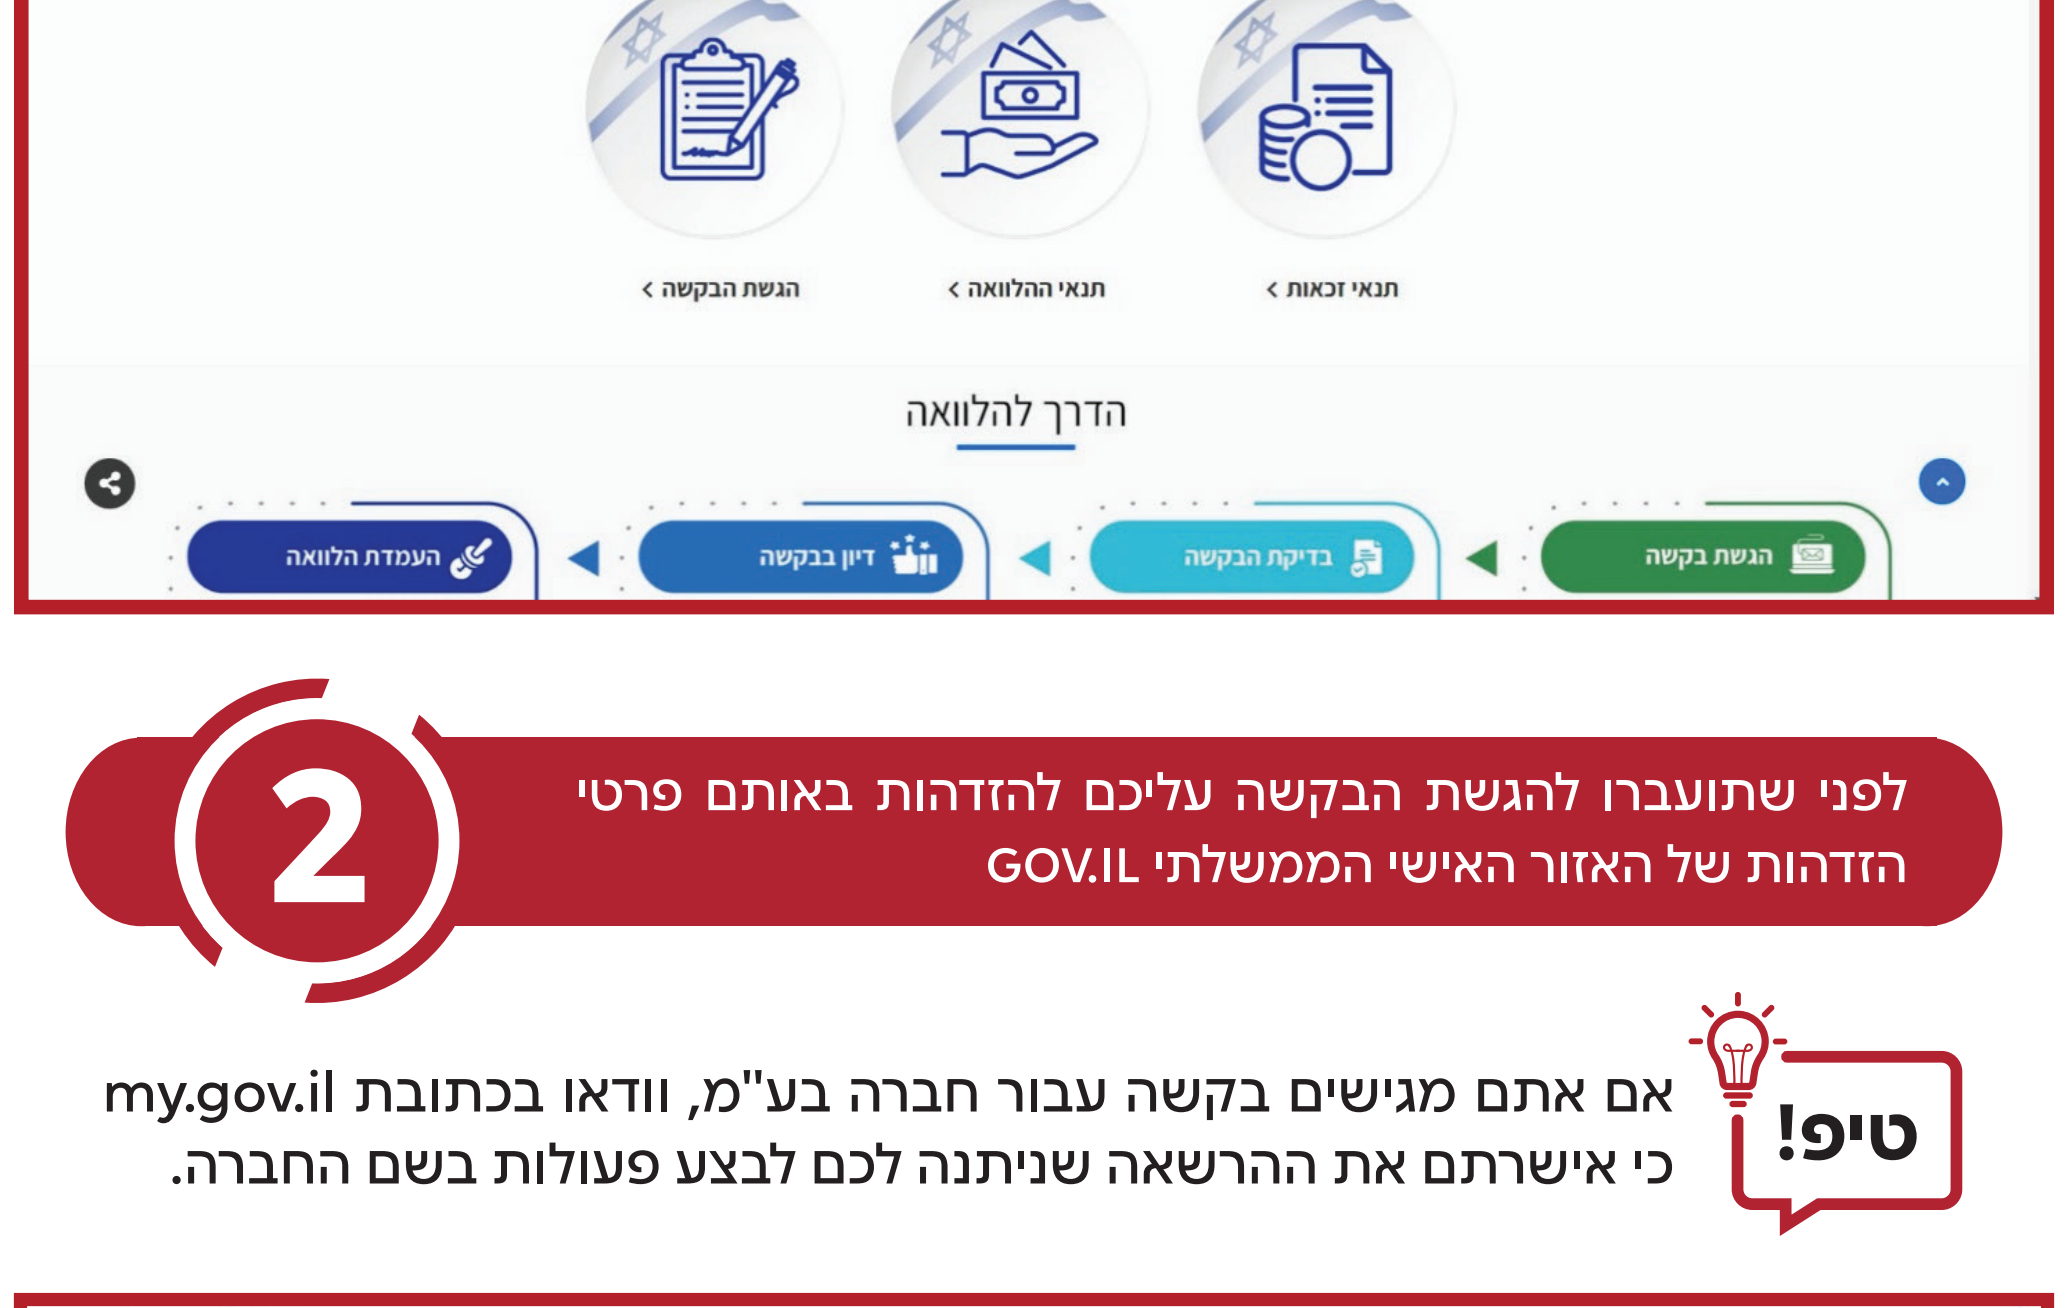 תנאי זכאות >
תנאי ההלוואה >
הגשת הבקשה >
הדרך להלוואה
הגשת בקשה
בדיקת הבקשה
דיון בבקשה
העמדת הלוואה
2
לפני שתועברו להגשת הבקשה עליכם להזדהות באותם פרטי
הזדהות של האזור האישי הממשלתי GOV.IL
טיפ!
אם אתם מגישים בקשה עבור חברה בע"מ, וודאו בכתובת my.gov.il
כי אישרתם את ההרשאה שניתנה לכם לבצע פעולות בשם החברה.